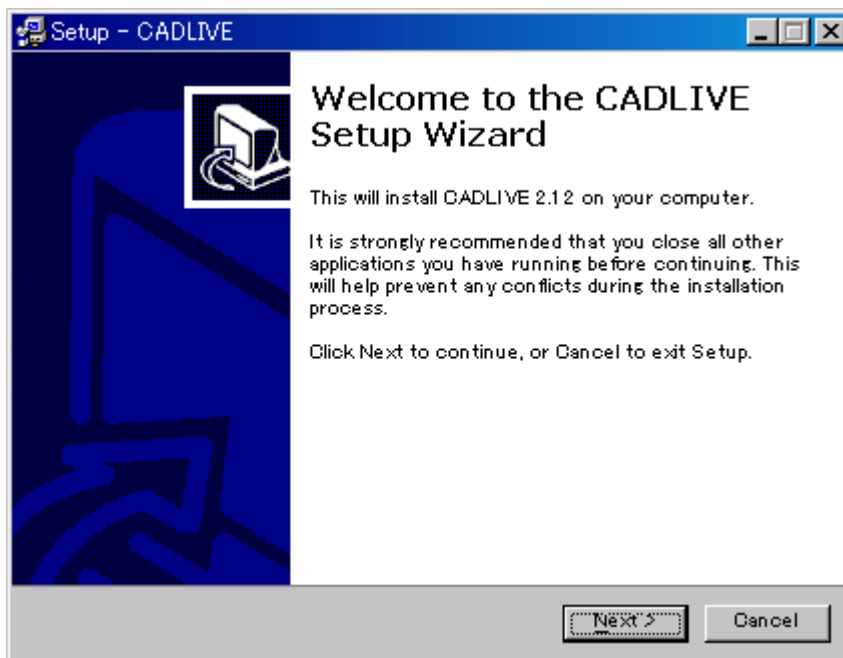 Setup - CADLIVE
Welcome to the CADLIVE
Setup Wizard
This will install CADLIVE 2.12 on your computer.
It is strongly recommended that you close all other
applications you have running before continuing. This
will help prevent any conflicts during the installation
process.
Click Next to continue, or Cancel to exit Setup.
Next >
Cancel